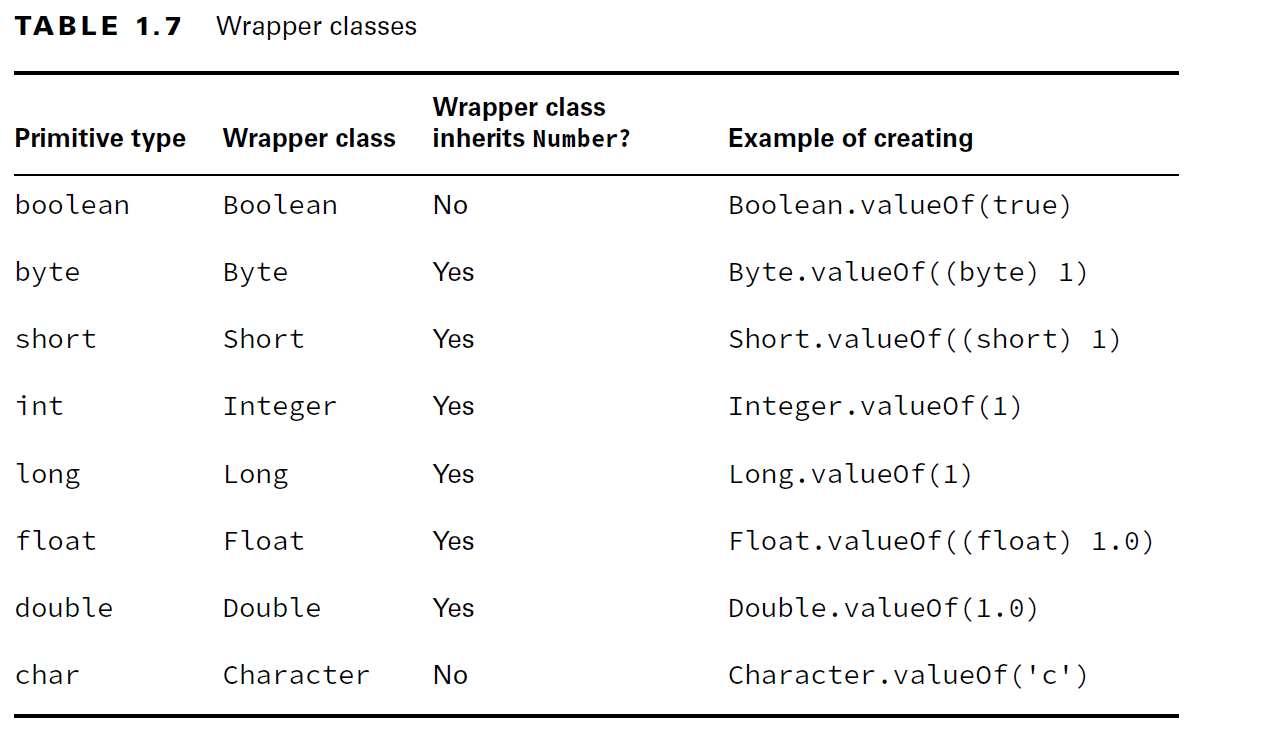 TABLE 1.7 Wrapper classes
Primitive type Wrapper class Wrapper class inherits Number? Example of creating
boolean Boolean No Boolean.valueOf(true)
byte Byte Yes Byte.valueOf((byte) 1)
short Short Yes Short.valueOf((short) 1)
int Integer Yes Integer.valueOf(1)
long Long Yes Long.valueOf(1)
float Float Yes Float.valueOf((float) 1.0)
double Double Yes Double.valueOf(1.0)
char Character No Character.valueOf('c')